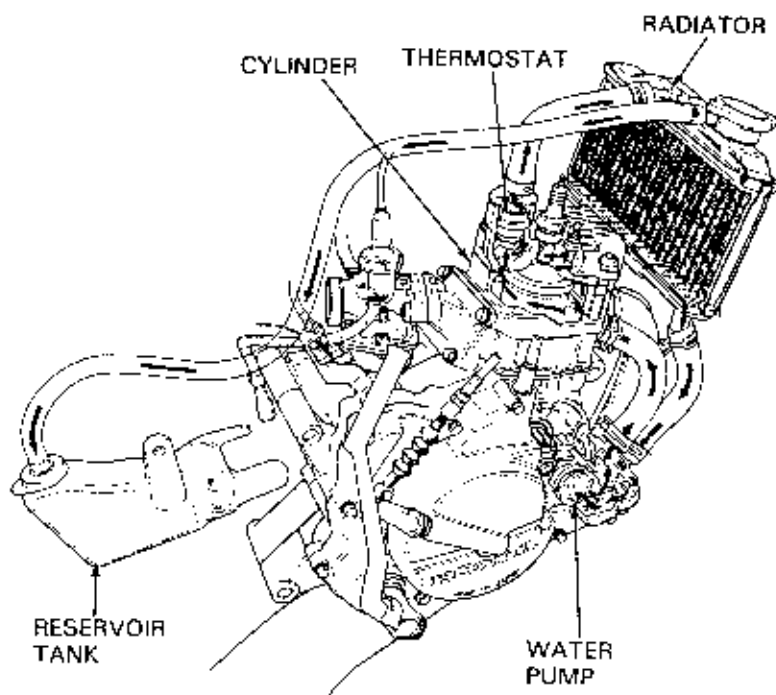 RADIATOR
THERMOSTAT
CYLINDER
RESERVOIR
TANK
WATER
PUMP